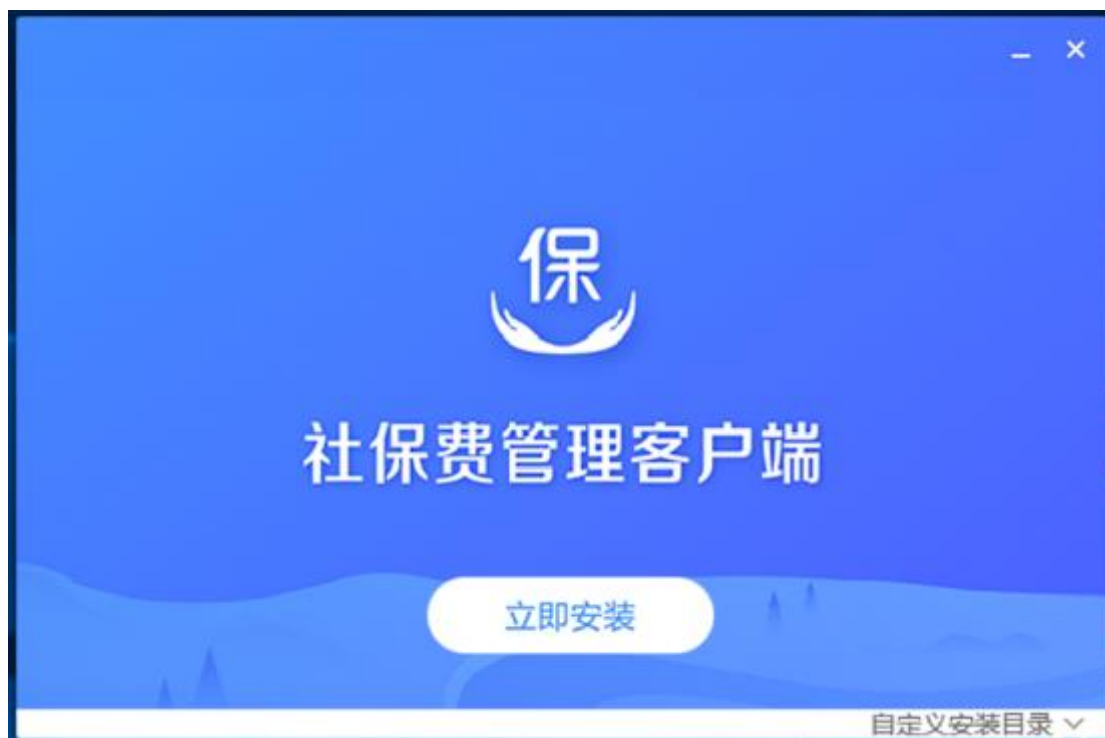 保
社保费管理客户端
立即安装
自定义安装目录